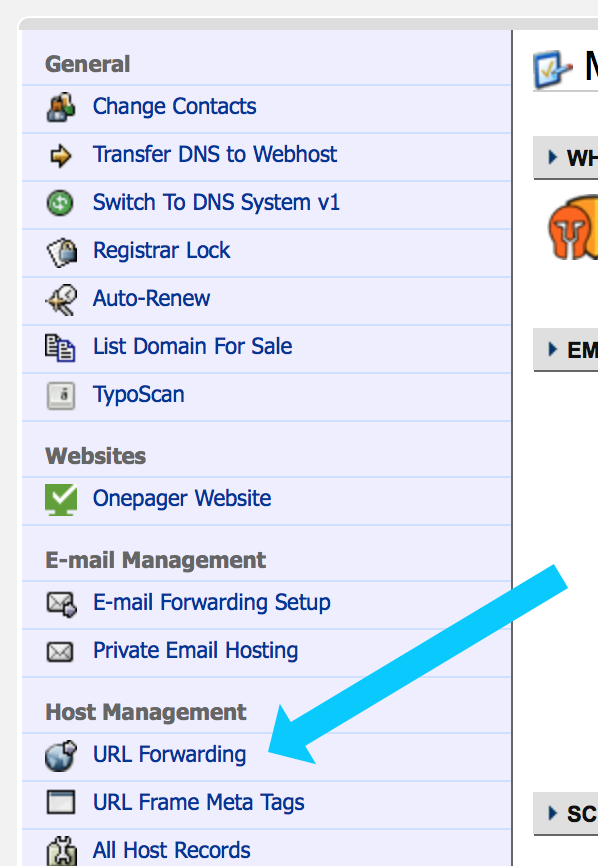 General
Change Contacts
Transfer DNS to Webhost
Switch To DNS System v1
Registrar Lock
Auto-Renew
List Domain For Sale
TypoScan
Websites
Onepager Website
E-mail Management
E-mail Forwarding Setup
Private Email Hosting
Host Management
URL Forwarding
URL Frame Meta Tags
All Host Records
M
WH
EM
SC